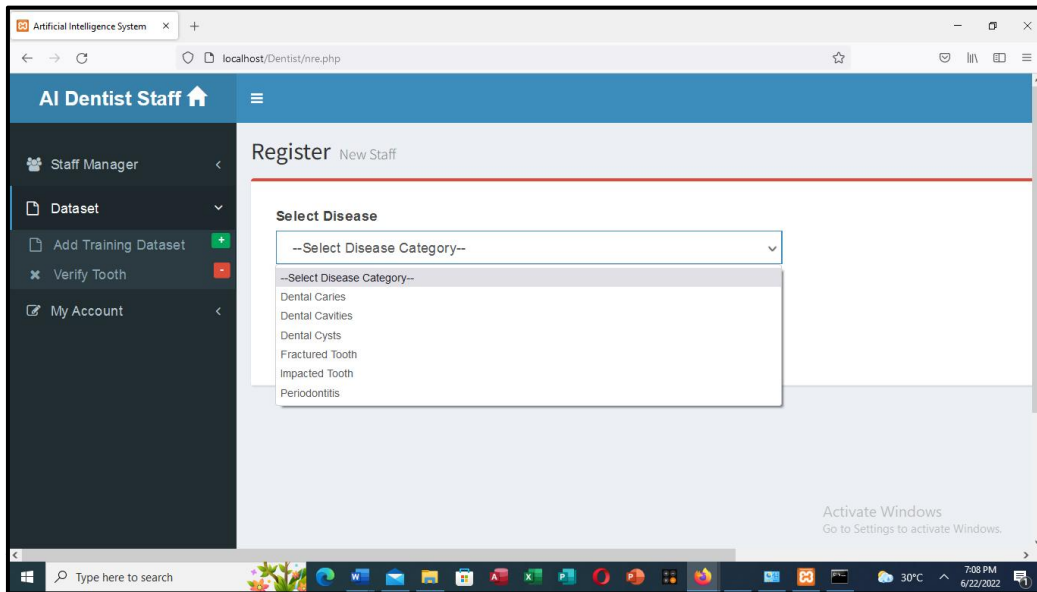 Artificial Intelligence System
localhost/Dentist/nre.php
AI Dentist Staff
Staff Manager
Dataset
Add Training Dataset +
Verify Tooth -
My Account
Register New Staff
Select Disease
--Select Disease Category--
--Select Disease Category--
Dental Caries
Dental Cavities
Dental Cysts
Fractured Tooth
Impacted Tooth
Periodontitis
Activate Windows
Go to Settings to activate Windows.
Type here to search
30°C
7:08 PM
6/22/2022